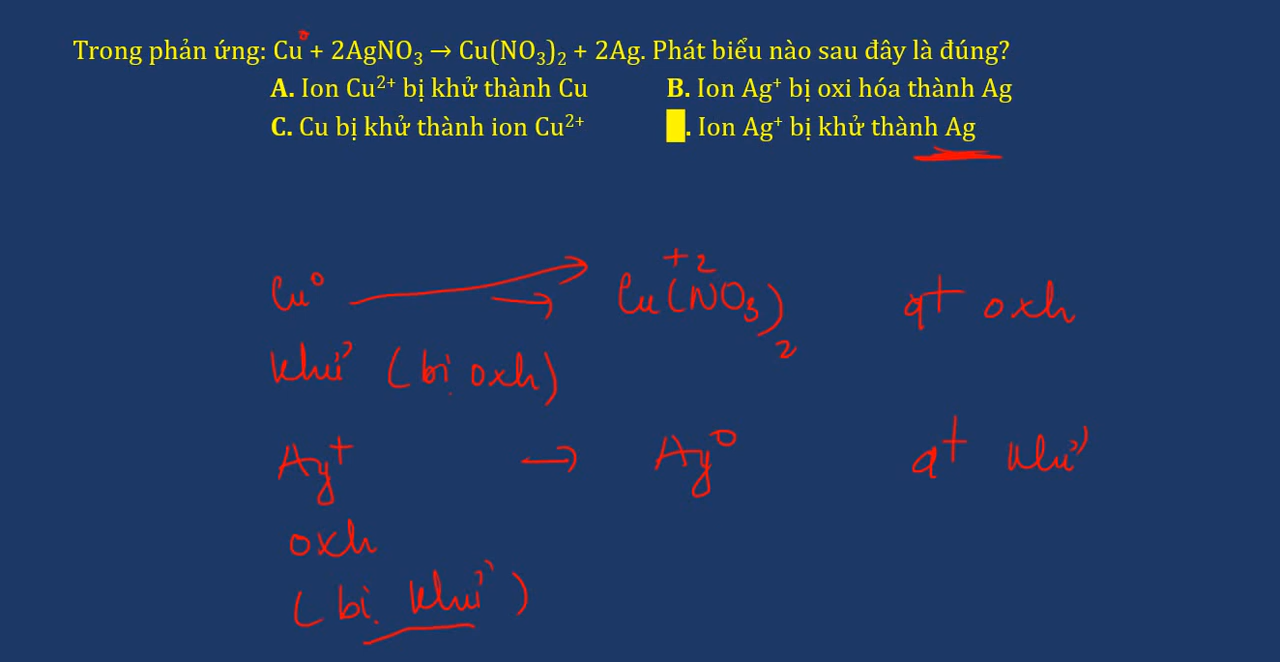 Trong phản ứng: Cu + 2AgNO₃ → Cu(NO₃)₂ + 2Ag. Phát biểu nào sau đây là đúng?
A. Ion Cu²⁺ bị khử thành Cu B. Ion Ag⁺ bị oxi hóa thành Ag
C. Cu bị khử thành ion Cu²⁺ . Ion Ag⁺ bị khử thành Ag
Cu⁰ → Cu(NO₃)₂ +2 qt oxh
khử (bị oxh)
Ag⁺ → Ag⁰ qt khử
oxh
(bị khử)